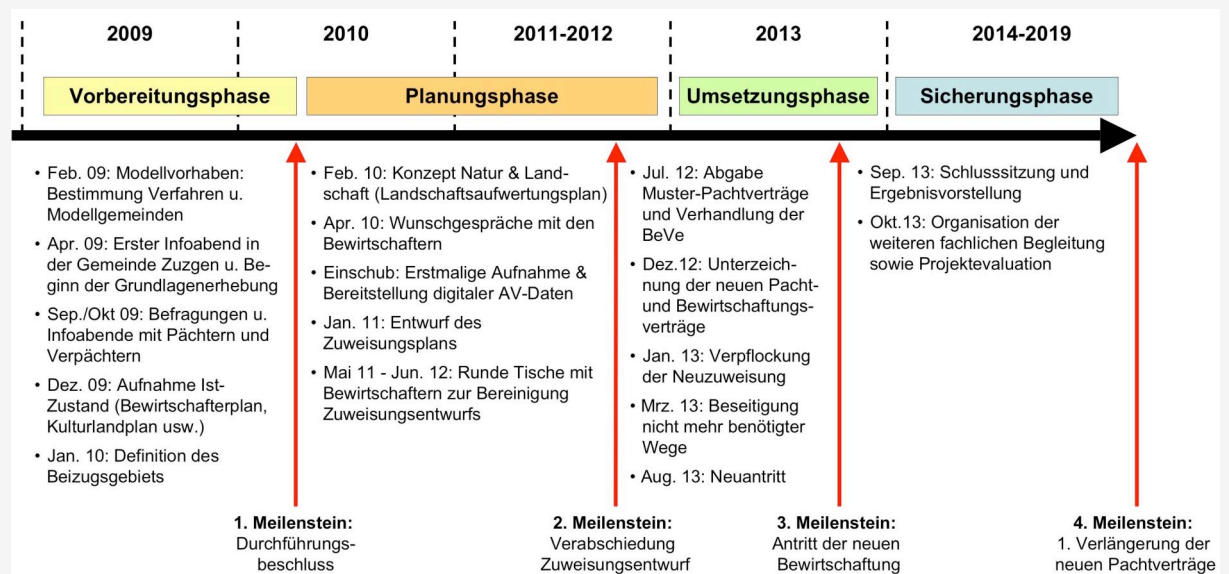 2009
2010
2011-2012
2013
2014-2019
Vorbereitungsphase
Planungsphase
Umsetzungsphase
Sicherungsphase
• Feb. 09: Modellvorhaben:
Bestimmung Verfahren u.
Modellgemeinden
• Apr. 09: Erster Infoabend in
der Gemeinde Zuzgen u. Be-
ginn der Grundlagenerhebung
• Sep./Okt 09: Befragungen u.
Infoabende mit Pächtern und
Verpächtern
• Dez. 09: Aufnahme Ist-
Zustand (Bewirtschafterplan,
Kulturlandplan usw.)
• Jan. 10: Definition des
Beizugsgebiets
• Feb. 10: Konzept Natur & Land-
schaft (Landschaftsaufwertungsplan)
• Apr. 10: Wunschgespräche mit den
Bewirtschaftern
• Einschub: Erstmalige Aufnahme &
Bereitstellung digitaler AV-Daten
• Jan. 11: Entwurf des
Zuweisungsplans
• Mai 11 - Jun. 12: Runde Tische mit
Bewirtschaftern zur Bereinigung
Zuweisungsentwurfs
• Jul. 12: Abgabe
Muster-Pachtverträge
und Verhandlung der
BeVe
• Dez.12: Unterzeich-
nung der neuen Pacht-
und Bewirtschaftungs-
verträge
• Jan. 13: Verpflockung
der Neuzuweisung
• Mrz. 13: Beseitigung
nicht mehr benötigter
Wege
• Aug. 13: Neuantritt
• Sep. 13: Schlusssitzung und
Ergebnisvorstellung
• Okt.13: Organisation der
weiteren fachlichen Begleitung
sowie Projektevaluation
1. Meilenstein:
Durchführungs-
beschluss
2. Meilenstein:
Verabschiedung
Zuweisungsentwurf
3. Meilenstein:
Antritt der neuen
Bewirtschaftung
4. Meilenstein:
1. Verlängerung der
neuen Pachtverträge